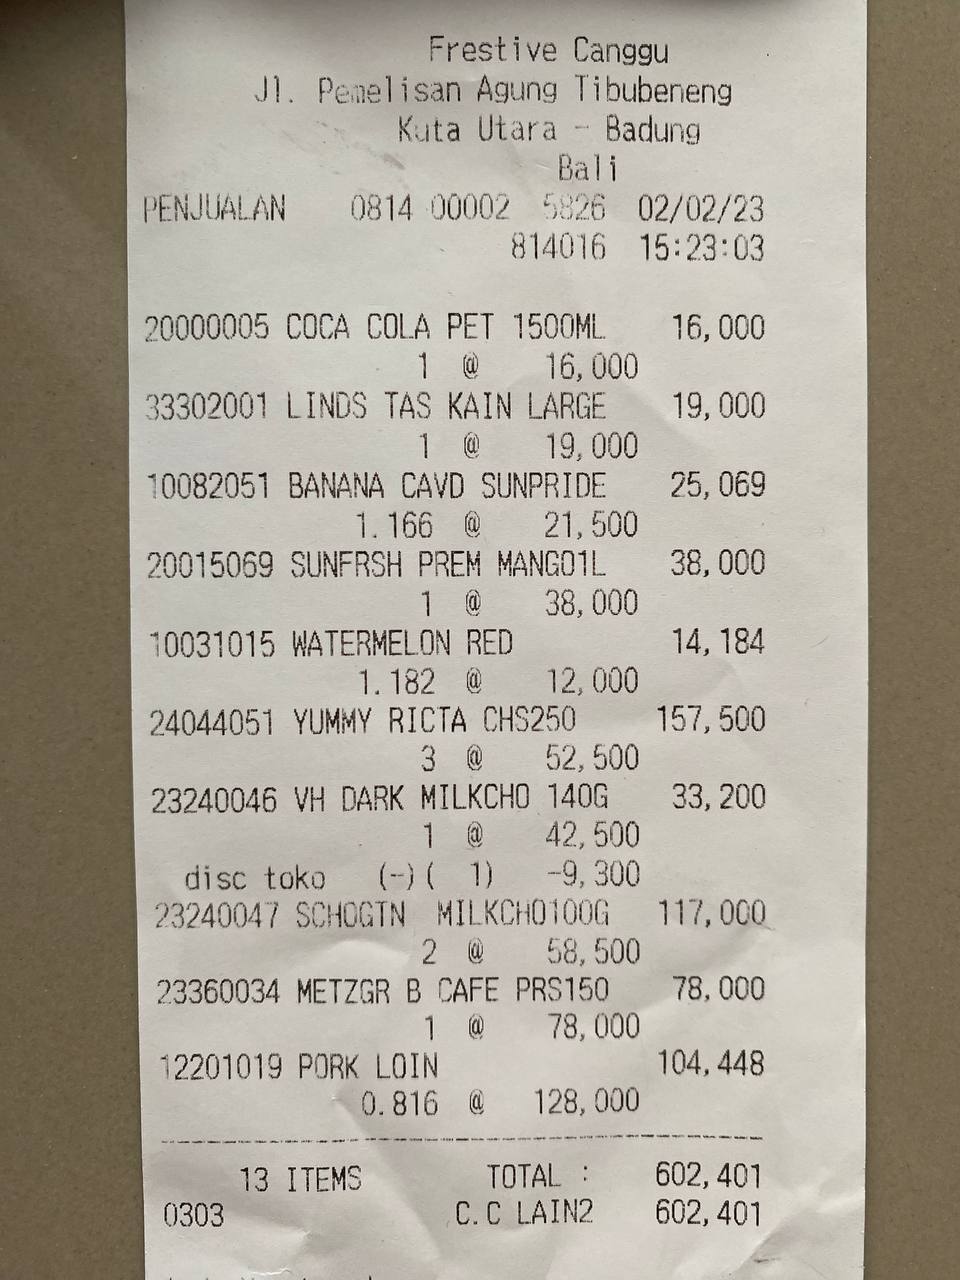 Frestive Canggu
Jl. Pemelisan Agung Tibubeneng
Kuta Utara - Badung
Bali
PENJUALAN 0814 00002 5826 02/02/23
814016 15:23:03
20000005 COCA COLA PET 1500ML 16,000
1 @ 16,000
33302001 LINDS TAS KAIN LARGE 19,000
1 @ 19,000
10082051 BANANA CAVD SUNPRIDE 25,069
1.166 @ 21,500
20015069 SUNFRSH PREM MANGO1L 38,000
1 @ 38,000
10031015 WATERMELON RED 14,184
1.182 @ 12,000
24044051 YUMMY RICTA CHS250 157,500
3 @ 52,500
23240046 VH DARK MILKCHO 140G 33,200
1 @ 42,500
disc toko (-)( 1) -9,300
23240047 SCHOGTN MILKCHO100G 117,000
2 @ 58,500
23360034 METZGR B CAFE PRS150 78,000
1 @ 78,000
12201019 PORK LOIN 104,448
0.816 @ 128,000
13 ITEMS TOTAL : 602,401
0303 C.C LAIN2 602,401